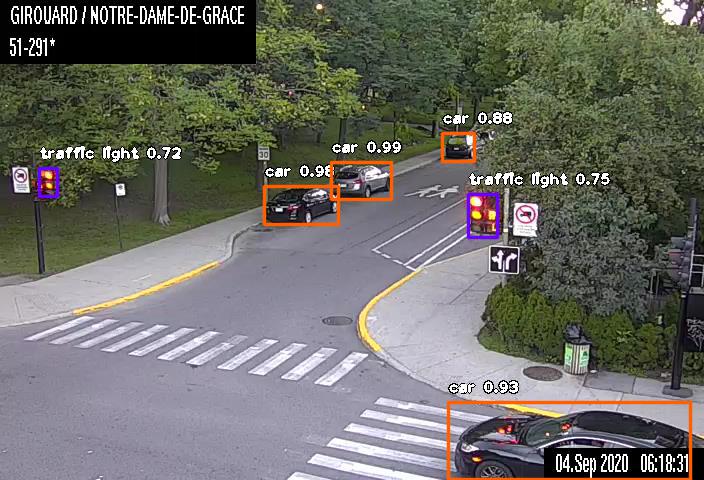 GIROUARD / NOTRE-DAME-DE-GRACE
51-291*
car 0.88
car 0.99
traffic light 0.72
car 0.98
traffic light 0.75
30
car 0.93
04.Sep 2020 06:18:31